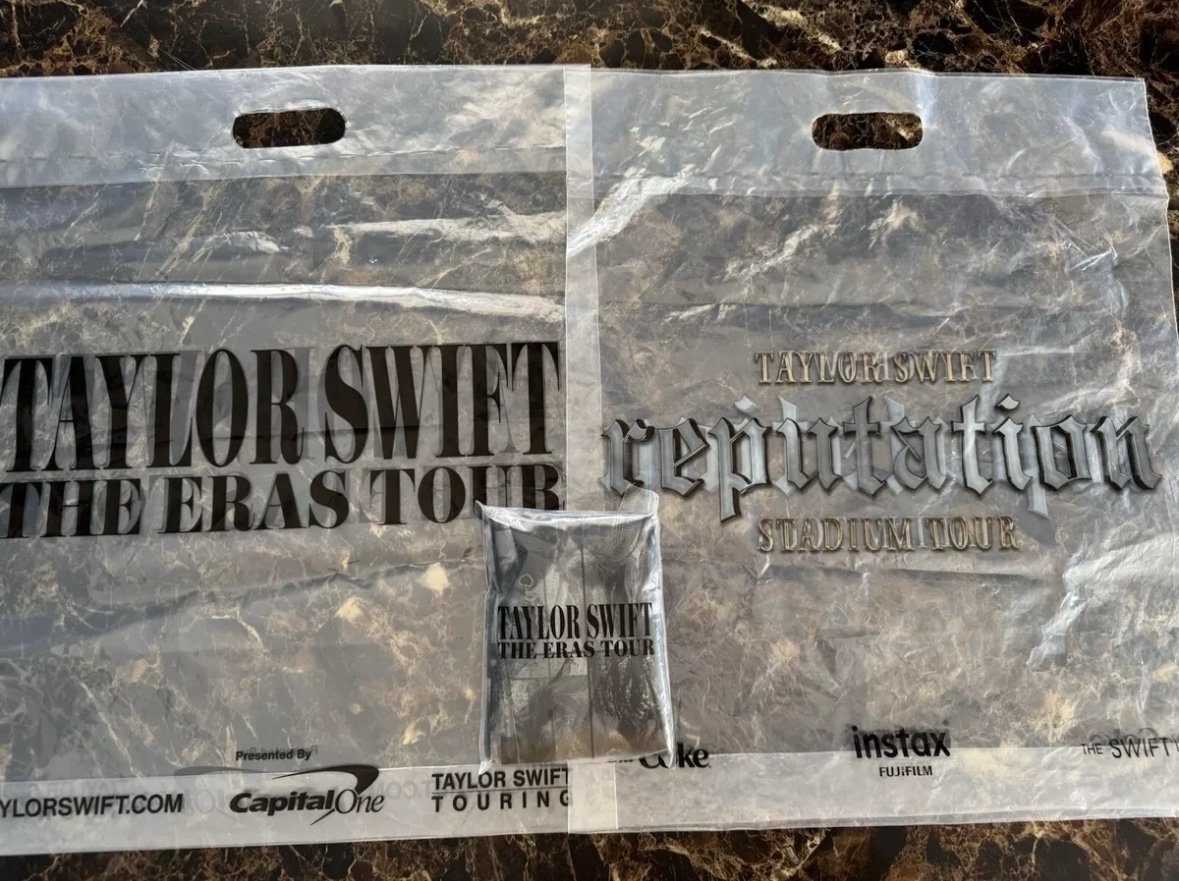 TAYLOR SWIFT
THE ERAS TOUR
Presented By
YLORSWIFT.COM
Capital One
TAYLOR SWIFT
TOURING
TAYLOR SWIFT
THE ERAS TOUR
TAYLOR SWIFT
reputation
STADIUM TOUR
Coke
instax
FUJIFILM
THE SWIFT